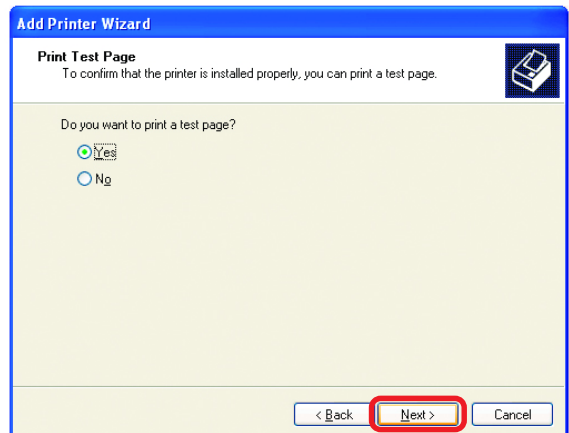 Add Printer Wizard
Print Test Page
To confirm that the printer is installed properly, you can print a test page.
Do you want to print a test page?
Yes
No
< Back Next > Cancel